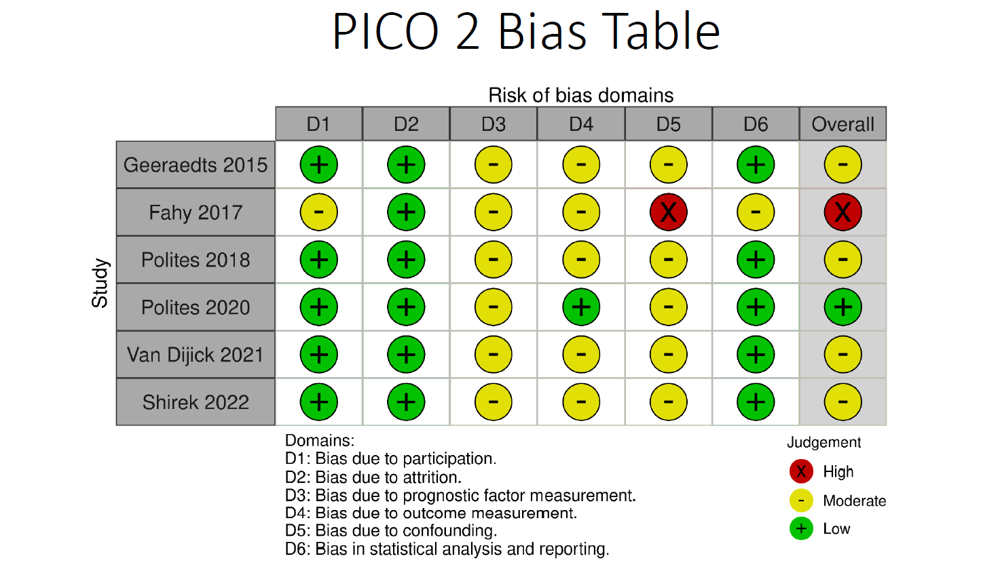 PICO 2 Bias Table
Risk of bias domains
D1 D2 D3 D4 D5 D6 Overall
Study
Geeraedts 2015 + + - - - + -
Fahy 2017 - + - - X - X
Polites 2018 + + - - - + -
Polites 2020 + + - + - + +
Van Dijick 2021 + + - - - + -
Shirek 2022 + + - - - + -
Domains:
D1: Bias due to participation.
D2: Bias due to attrition.
D3: Bias due to prognostic factor measurement.
D4: Bias due to outcome measurement.
D5: Bias due to confounding.
D6: Bias in statistical analysis and reporting.
Judgement
X High
- Moderate
+ Low